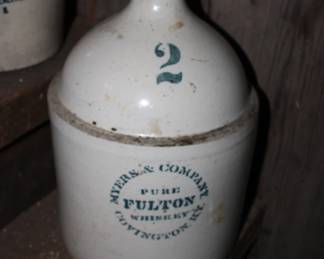 2
MYERS & COMPANY
PURE
FULTON
WHISKEY
COVINGTON, KY.